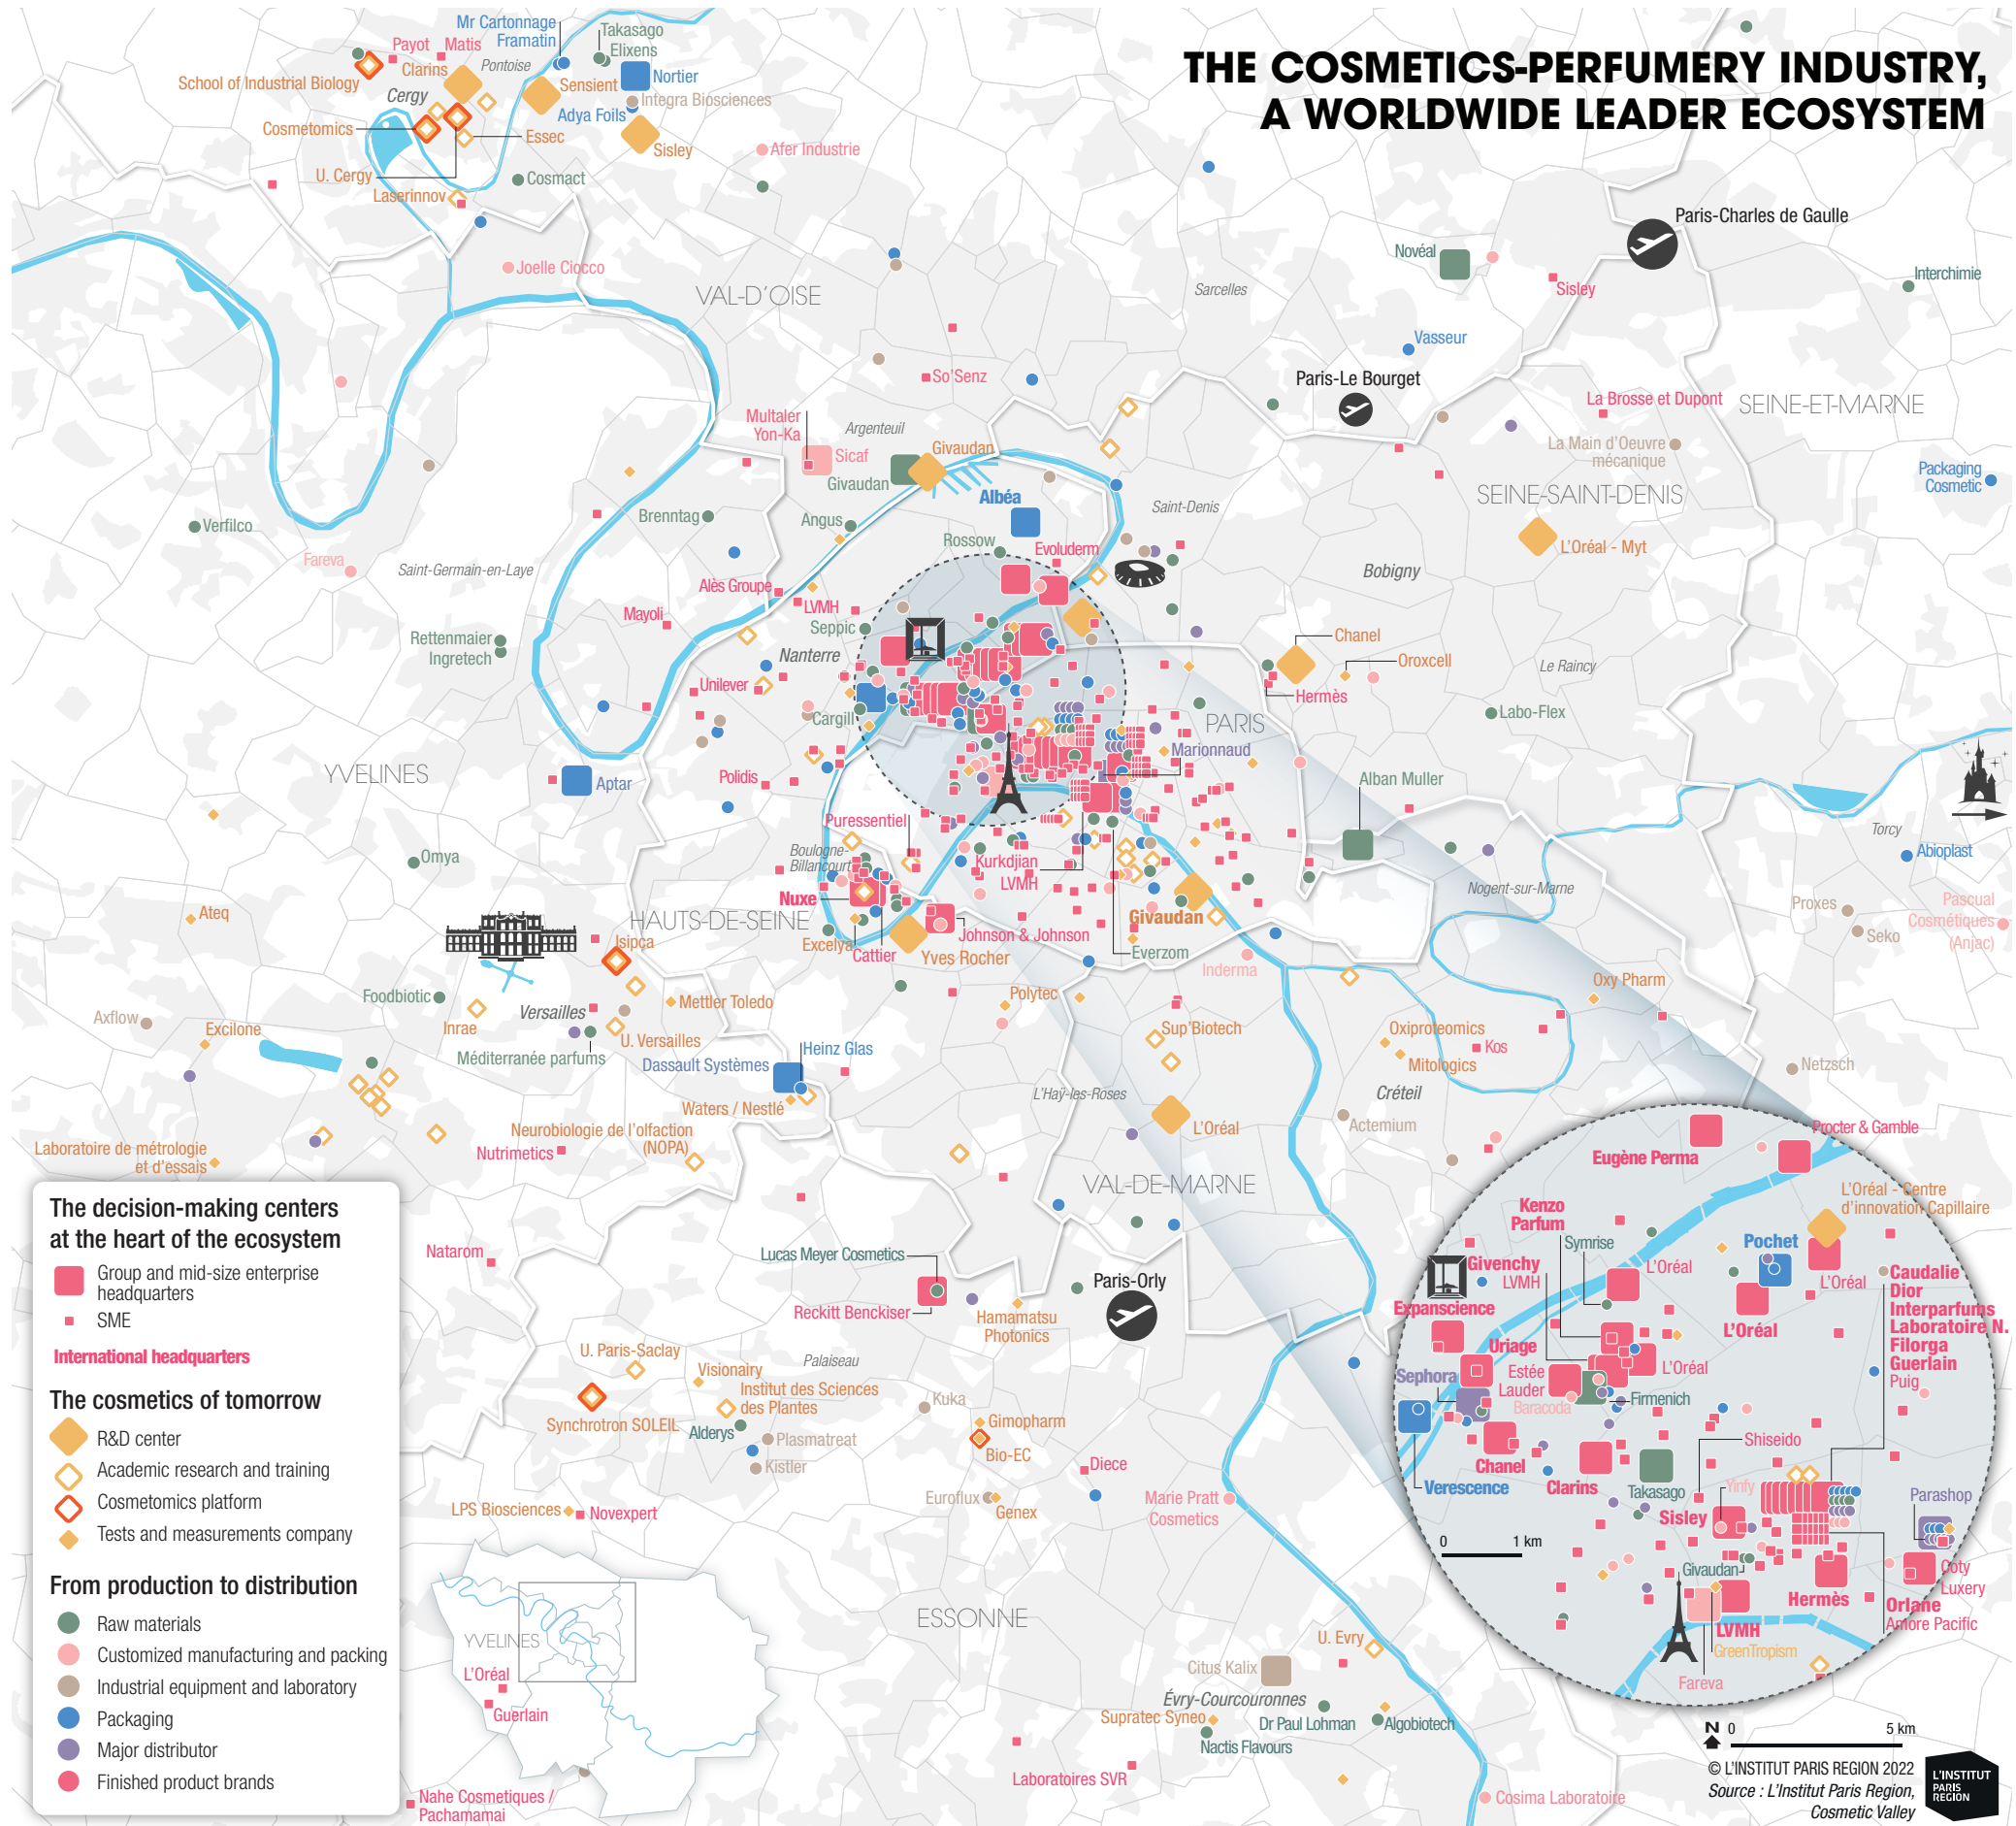 THE COSMETICS-PERFUMERY INDUSTRY,
A WORLDWIDE LEADER ECOSYSTEM
Mr Cartonnage
Framatin
Takasago
Elixens
Payot
Matis
Pontoise
Clarins
School of Industrial Biology
Cergy
Sensient
Nortier
Integra Biosciences
Adya Foils
Cosmetomics
Essec
Sisley
Afer Industrie
U. Cergy
Cosmact
Laserinnov
Joelle Ciocco
VAL-D'OISE
Sarcelles
Paris-Charles de Gaulle
Novéal
Sisley
Interchimie
Vasseur
Paris-Le Bourget
So'Senz
La Brosse et Dupont
SEINE-ET-MARNE
Multaler
Yon-Ka
Argenteuil
Sicaf
Givaudan
Givaudan
La Main d'Oeuvre
mécanique
Packaging
Cosmetic
Albéa
SEINE-SAINT-DENIS
Saint-Denis
Verfilco
Brenntag
Angus
Rossow
Evoluderm
L'Oréal - Myt
Fareva
Saint-Germain-en-Laye
Bobigny
Alès Groupe
LVMH
Mayoli
Seppic
Rettenmaier
Ingretech
Nanterre
Chanel
Oroxcell
Le Raincy
Unilever
Hermès
Cargill
PARIS
Labo-Flex
Marionnaud
YVELINES
Aptar
Polidis
Alban Muller
Puressentiel
Torcy
Abioplast
Omya
Boulogne-
Billancourt
Kurkdjian
LVMH
Nogent-sur-Marne
Nuxe
Ateq
HAUTS-DE-SEINE
Givaudan
Proxes
Pascual
Cosmétiques
(Anjac)
Seko
Isipca
Excelya
Cattier
Johnson & Johnson
Yves Rocher
Everzom
Inderma
Oxy Pharm
Foodbiotic
Mettler Toledo
Polytec
Axflow
Inrae
Versailles
Excilone
U. Versailles
Sup'Biotech
Oxiproteomics
Kos
Méditerranée parfums
Dassault Systèmes
Heinz Glas
Mitologics
Netzsch
L'Haÿ-les-Roses
Créteil
Waters / Nestlé
Neurobiologie de l'olfaction
(NOPA)
L'Oréal
Actemium
Laboratoire de métrologie
et d'essais
Nutrimetics
VAL-DE-MARNE
Natarom
Lucas Meyer Cosmetics
Paris-Orly
Reckitt Benckiser
Hamamatsu
Photonics
U. Paris-Saclay
Palaiseau
Visionairy
Institut des Sciences
des Plantes
Synchrotron SOLEIL
Alderys
Plasmatreat
Kistler
Kuka
Gimopharm
Bio-EC
Diece
Euroflux
Genex
Marie Pratt
Cosmetics
LPS Biosciences
Novexpert
ESSONNE
U. Evry
Citus Kalix
Évry-Courcouronnes
Supratec Syneo
Dr Paul Lohman
Algobiotech
Nactis Flavours
Laboratoires SVR
Cosima Laboratoire
Nahe Cosmetiques /
Pachamamai
YVELINES
L'Oréal
Guerlain
The decision-making centers
at the heart of the ecosystem
Group and mid-size enterprise
headquarters
SME
International headquarters
The cosmetics of tomorrow
R&D center
Academic research and training
Cosmetomics platform
Tests and measurements company
From production to distribution
Raw materials
Customized manufacturing and packing
Industrial equipment and laboratory
Packaging
Major distributor
Finished product brands
Procter & Gamble
Eugène Perma
L'Oréal - Centre
d'innovation Capillaire
Kenzo
Parfum
Symrise
Pochet
Givenchy
LVMH
L'Oréal
L'Oréal
Caudalie
Dior
Interparfums
Laboratoire N.
Filorga
Guerlain
Puig
Expanscience
L'Oréal
Uriage
Sephora
Estée
Lauder
L'Oréal
Baracoda
Firmenich
Shiseido
Chanel
Verescence
Clarins
Takasago
Yinfy
Sisley
Parashop
0 1 km
Givaudan
Coty
Luxery
Hermès
Orlane
Amore Pacific
LVMH
GreenTropism
Fareva
N 0 5 km
© L'INSTITUT PARIS REGION 2022
Source : L'Institut Paris Region,
Cosmetic Valley
L'INSTITUT
PARIS
REGION